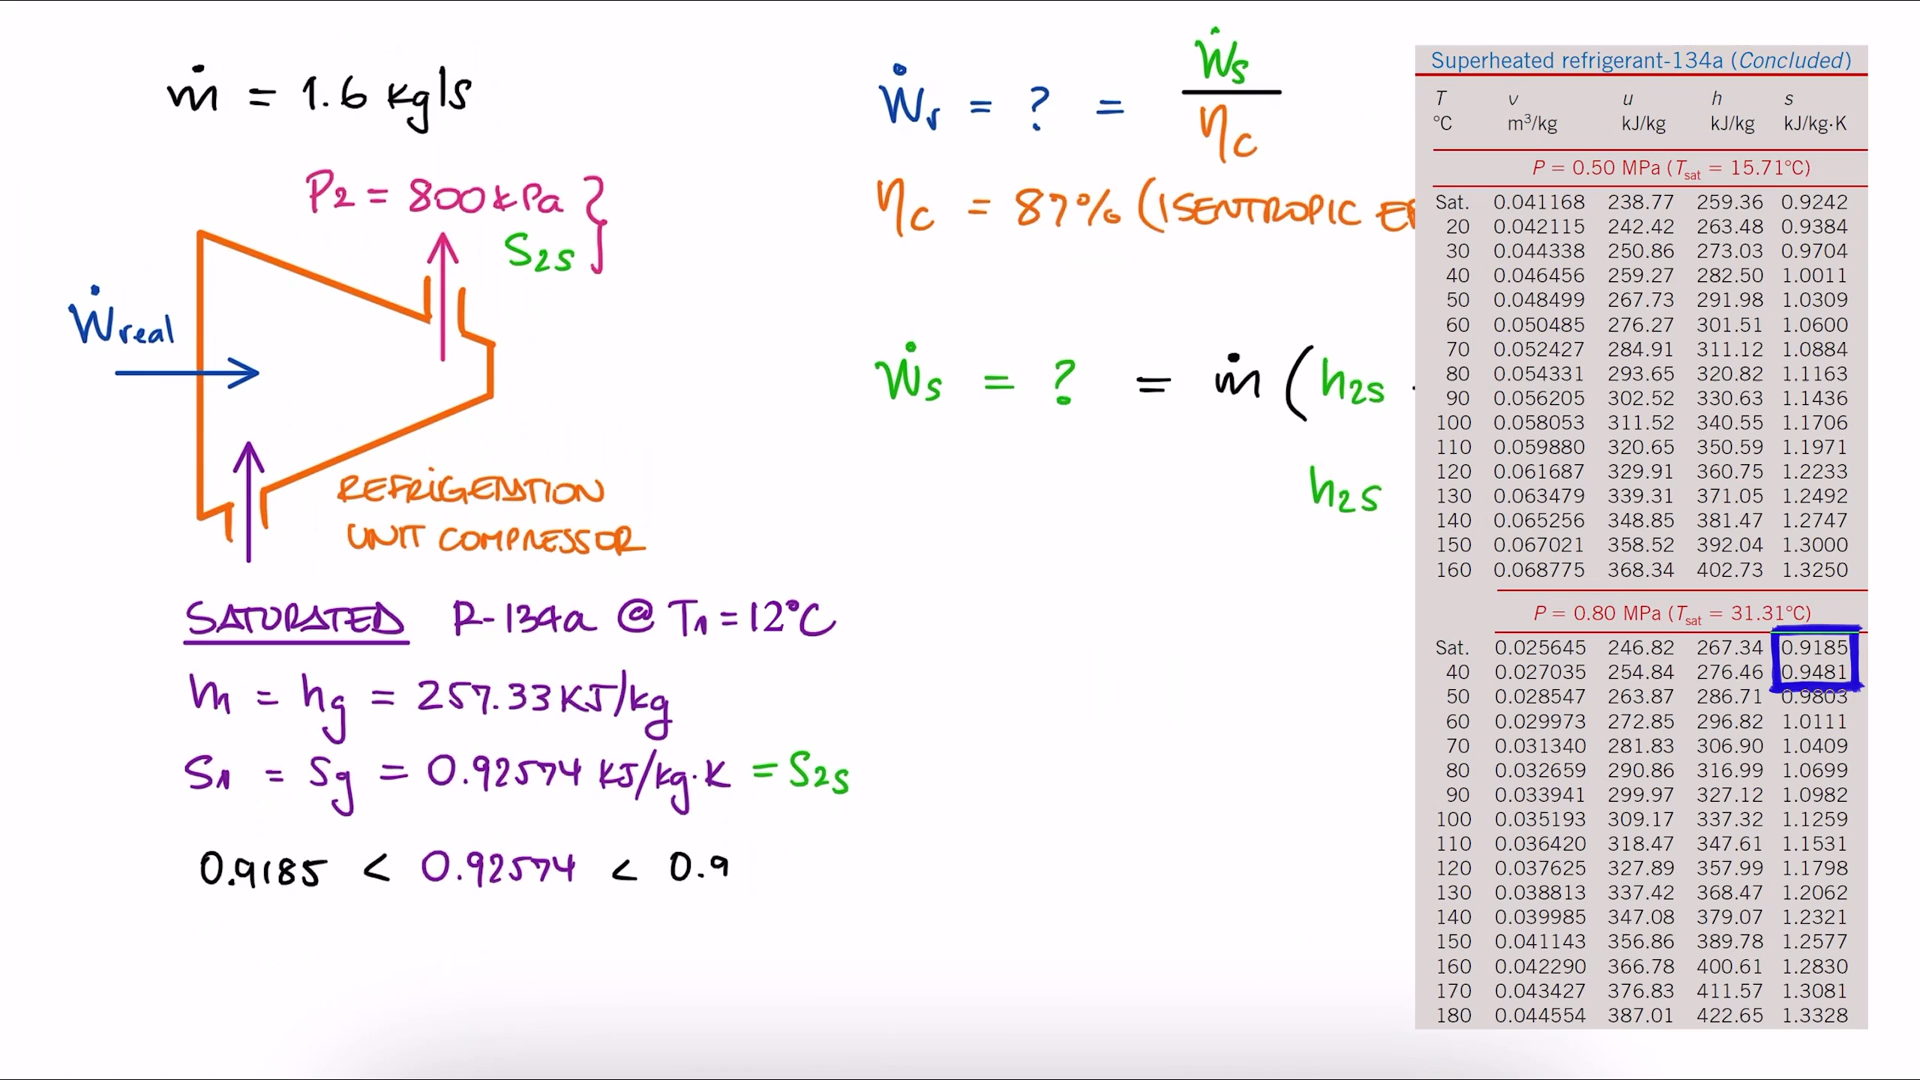 ṁ = 1.6 kg/s
P₂ = 800 kPa }
S₂s
Ẇreal
REFRIGERATION
UNIT COMPRESSOR
SATURATED R-134a @ T₁ = 12°C
h₁ = hg = 257.33 KJ/kg
S₁ = Sg = 0.92574 KJ/kg·K = S₂s
0.9185 < 0.92574 < 0.9
Ẇr = ? = Ẇs / ηc
ηc = 87% (ISENTROPIC
Ẇs = ? = ṁ (h₂s
h₂s
Superheated refrigerant-134a (Concluded)
T v u h s
°C m³/kg kJ/kg kJ/kg kJ/kg·K
P = 0.50 MPa (Tsat = 15.71°C)
Sat. 0.041168 238.77 259.36 0.9242
20 0.042115 242.42 263.48 0.9384
30 0.044338 250.86 273.03 0.9704
40 0.046456 259.27 282.50 1.0011
50 0.048499 267.73 291.98 1.0309
60 0.050485 276.27 301.51 1.0600
70 0.052427 284.91 311.12 1.0884
80 0.054331 293.65 320.82 1.1163
90 0.056205 302.52 330.63 1.1436
100 0.058053 311.52 340.55 1.1706
110 0.059880 320.65 350.59 1.1971
120 0.061687 329.91 360.75 1.2233
130 0.063479 339.31 371.05 1.2492
140 0.065256 348.85 381.47 1.2747
150 0.067021 358.52 392.04 1.3000
160 0.068775 368.34 402.73 1.3250
P = 0.80 MPa (Tsat = 31.31°C)
Sat. 0.025645 246.82 267.34 0.9185
40 0.027035 254.84 276.46 0.9481
50 0.028547 263.87 286.71 0.9803
60 0.029973 272.85 296.82 1.0111
70 0.031340 281.83 306.90 1.0409
80 0.032659 290.86 316.99 1.0699
90 0.033941 299.97 327.12 1.0982
100 0.035193 309.17 337.32 1.1259
110 0.036420 318.47 347.61 1.1531
120 0.037625 327.89 357.99 1.1798
130 0.038813 337.42 368.47 1.2062
140 0.039985 347.08 379.07 1.2321
150 0.041143 356.86 389.78 1.2577
160 0.042290 366.78 400.61 1.2830
170 0.043427 376.83 411.57 1.3081
180 0.044554 387.01 422.65 1.3328